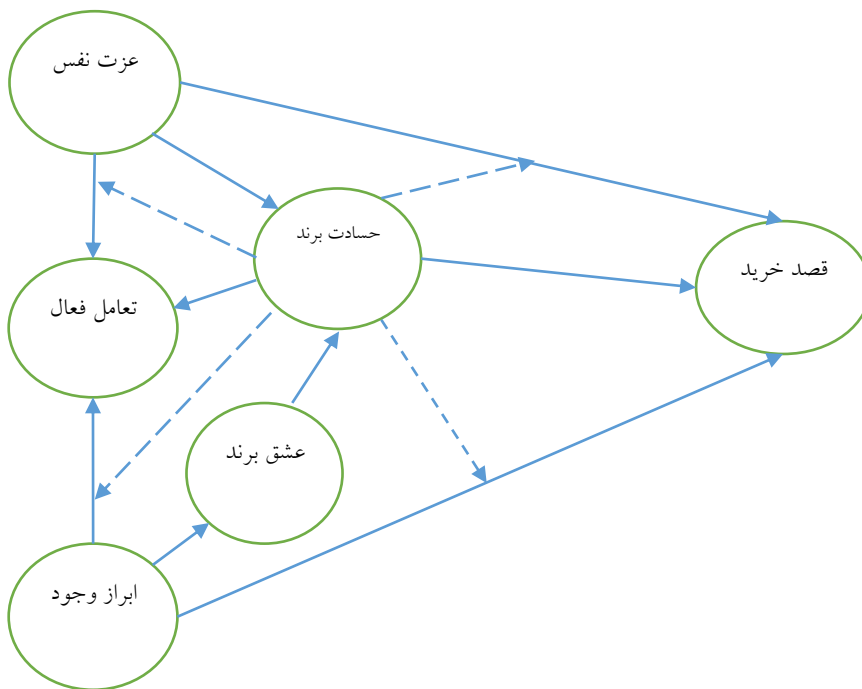 عزت نفس
حسادت برند
قصد خرید
تعامل فعال
عشق برند
ابراز وجود